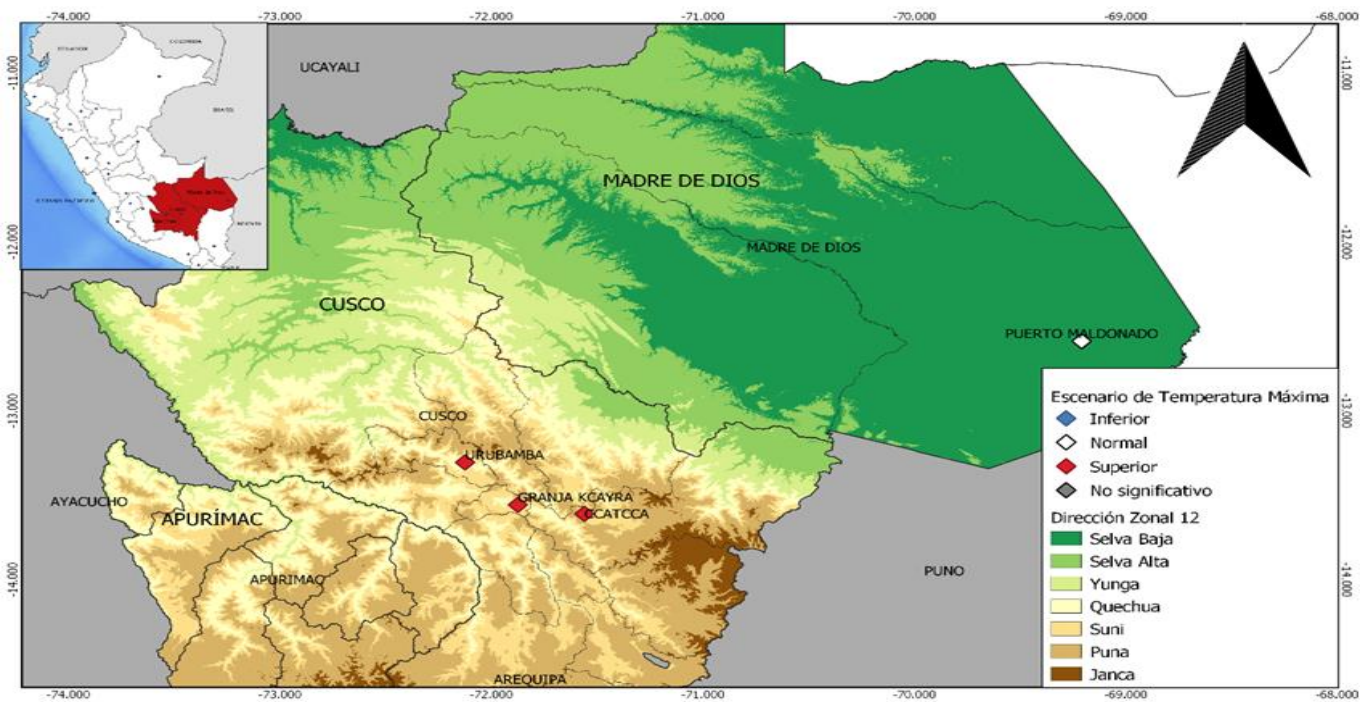 -74.000
-73.000
-72.000
-71.000
-70.000
-69.000
-68.000
ECUADOR
COLOMBIA
BRASIL
UCAYALI
-11.000
-11.000
MADRE DE DIOS
MADRE DE DIOS
-12.000
-12.000
CUSCO
PUERTO MALDONADO
Escenario de Temperatura Máxima
Inferior
Normal
Superior
No significativo
Dirección Zonal 12
Selva Baja
Selva Alta
Yunga
Quechua
Suni
Puna
Janca
-13.000
-13.000
CUSCO
URUBAMBA
GRANJA KCAYRA
CCATCCA
AYACUCHO
APURÍMAC
APURIMAC
PUNO
-14.000
-14.000
AREQUIPA
-74.000
-73.000
-72.000
-71.000
-70.000
-69.000
-68.000